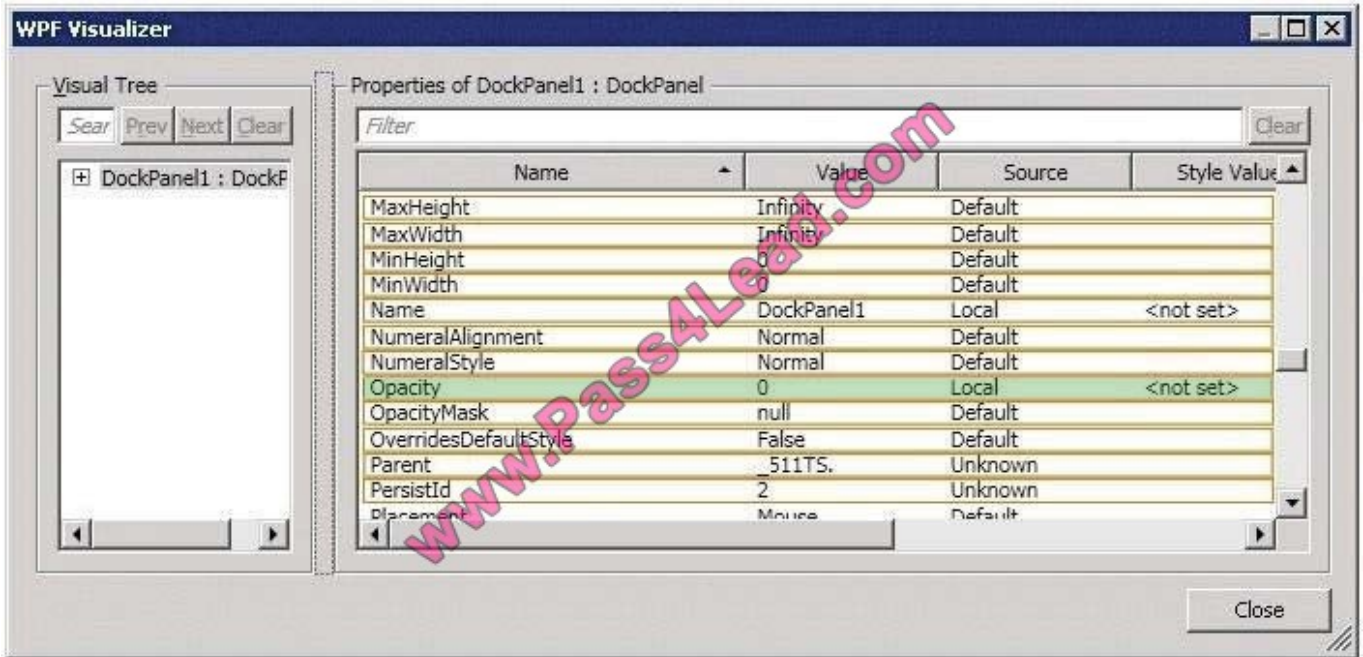 WPF Visualizer
Visual Tree
Sear Prev Next Clear
DockPanel1 : DockP
Properties of DockPanel1 : DockPanel
Filter Clear
Name Value Source Style Value
MaxHeight Infinity Default
MaxWidth Infinity Default
MinHeight 0 Default
MinWidth 0 Default
Name DockPanel1 Local <not set>
NumeralAlignment Normal Default
NumeralStyle Normal Default
Opacity 0 Local <not set>
OpacityMask null Default
OverridesDefaultStyle False Default
Parent _511TS. Unknown
PersistId 2 Unknown
Placement Mouse Default
Close
www.Pass4Lead.com